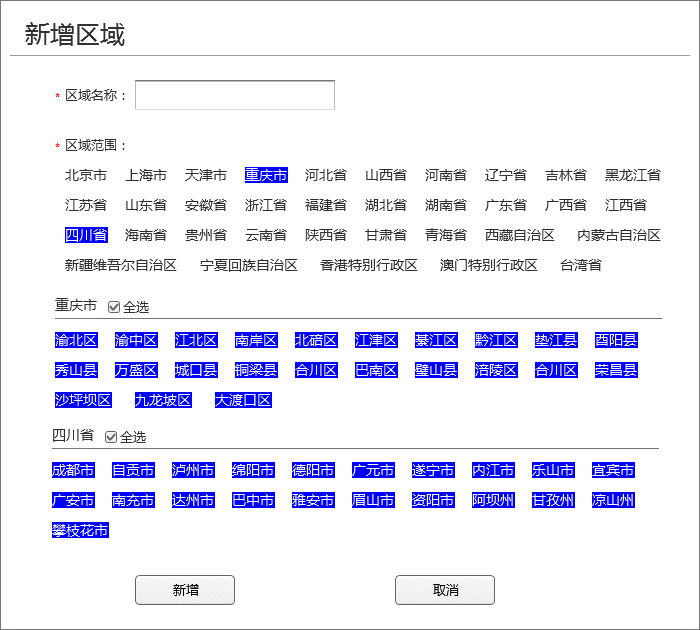 新增区域
* 区域名称：
* 区域范围：
北京市 上海市 天津市 重庆市 河北省 山西省 河南省 辽宁省 吉林省 黑龙江省
江苏省 山东省 安徽省 浙江省 福建省 湖北省 湖南省 广东省 广西省 江西省
四川省 海南省 贵州省 云南省 陕西省 甘肃省 青海省 西藏自治区 内蒙古自治区
新疆维吾尔自治区 宁夏回族自治区 香港特别行政区 澳门特别行政区 台湾省
重庆市 全选
渝北区 渝中区 江北区 南岸区 北碚区 江津区 綦江区 黔江区 垫江县 酉阳县
秀山县 万盛区 城口县 铜梁县 合川区 巴南区 璧山县 涪陵区 合川区 荣昌县
沙坪坝区 九龙坡区 大渡口区
四川省 全选
成都市 自贡市 泸州市 绵阳市 德阳市 广元市 遂宁市 内江市 乐山市 宜宾市
广安市 南充市 达州市 巴中市 雅安市 眉山市 资阳市 阿坝州 甘孜州 凉山州
攀枝花市
新增 取消